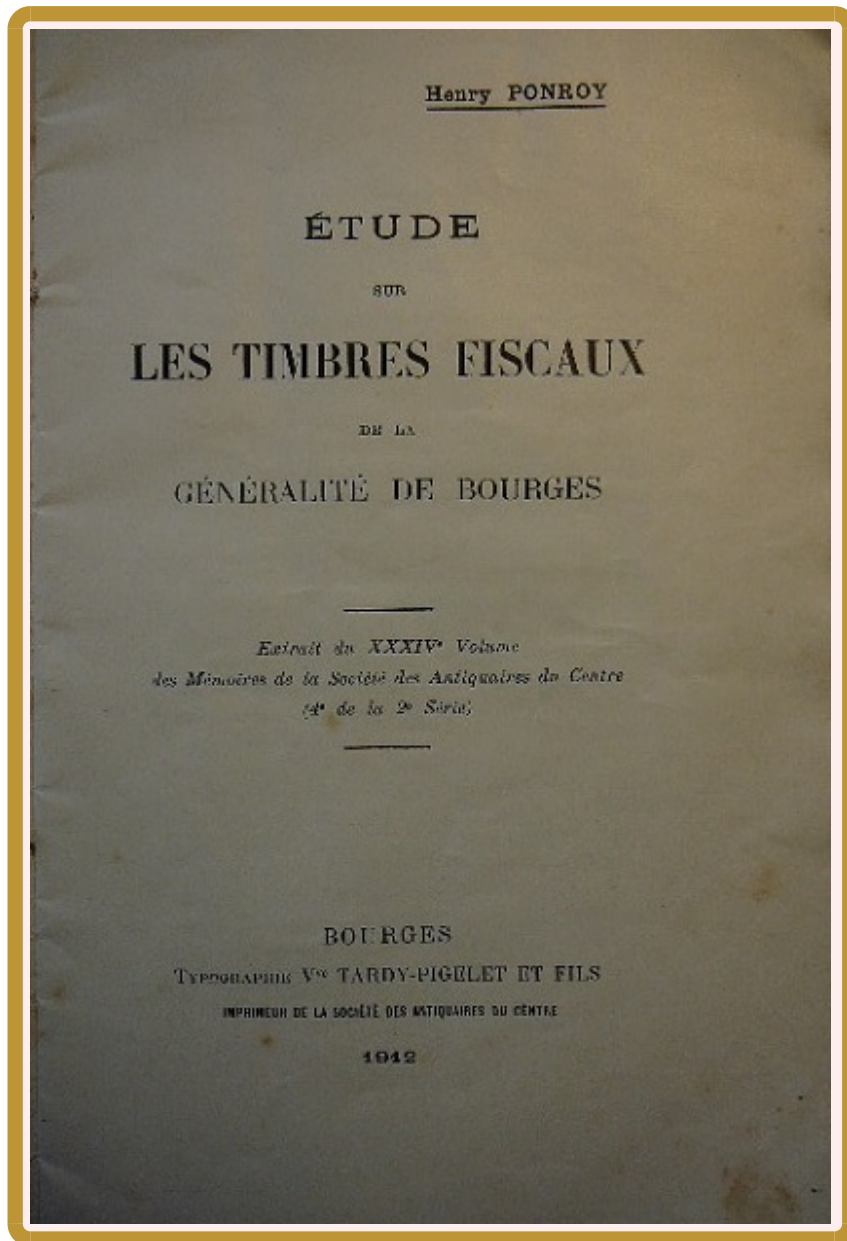 Henry PONROY
ÉTUDE
SUR
LES TIMBRES FISCAUX
DE LA
GÉNÉRALITÉ DE BOURGES
Extrait du XXXIVe Volume
des Mémoires de la Société des Antiquaires du Centre
(4e de la 2e Série)
BOURGES
TYPOGRAPHIE Vve TARDY-PIGELET ET FILS
IMPRIMEUR DE LA SOCIÉTÉ DES ANTIQUAIRES DU CENTRE
1912